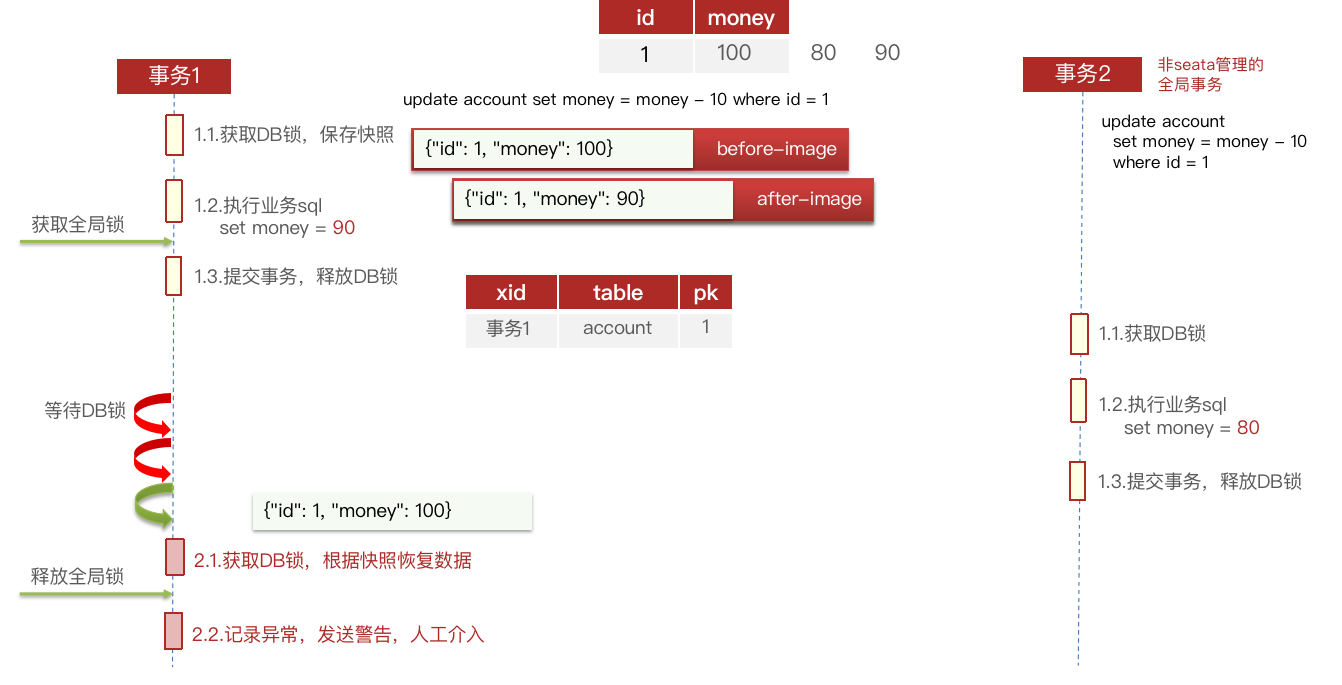 id money
1 100 80 90
事务1
事务2
非seata管理的
全局事务
update account set money = money - 10 where id = 1
update account
set money = money - 10
where id = 1
1.1.获取DB锁，保存快照
{"id": 1, "money": 100} before-image
{"id": 1, "money": 90} after-image
1.2.执行业务sql
set money = 90
获取全局锁
1.3.提交事务，释放DB锁
xid table pk
事务1 account 1
1.1.获取DB锁
等待DB锁
1.2.执行业务sql
set money = 80
1.3.提交事务，释放DB锁
{"id": 1, "money": 100}
2.1.获取DB锁，根据快照恢复数据
释放全局锁
2.2.记录异常，发送警告，人工介入